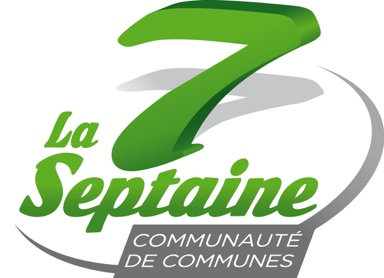 7
La
Septaine
COMMUNAUTÉ
DE COMMUNES